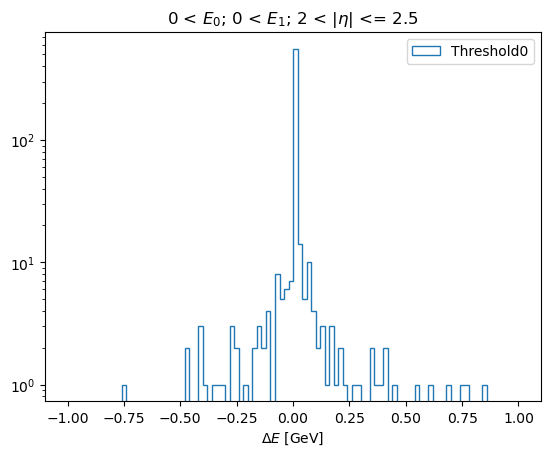 0 < E₀; 0 < E₁; 2 < |η| <= 2.5
Threshold0
10²
10¹
10⁰
−1.00 −0.75 −0.50 −0.25 0.00 0.25 0.50 0.75 1.00
ΔE [GeV]